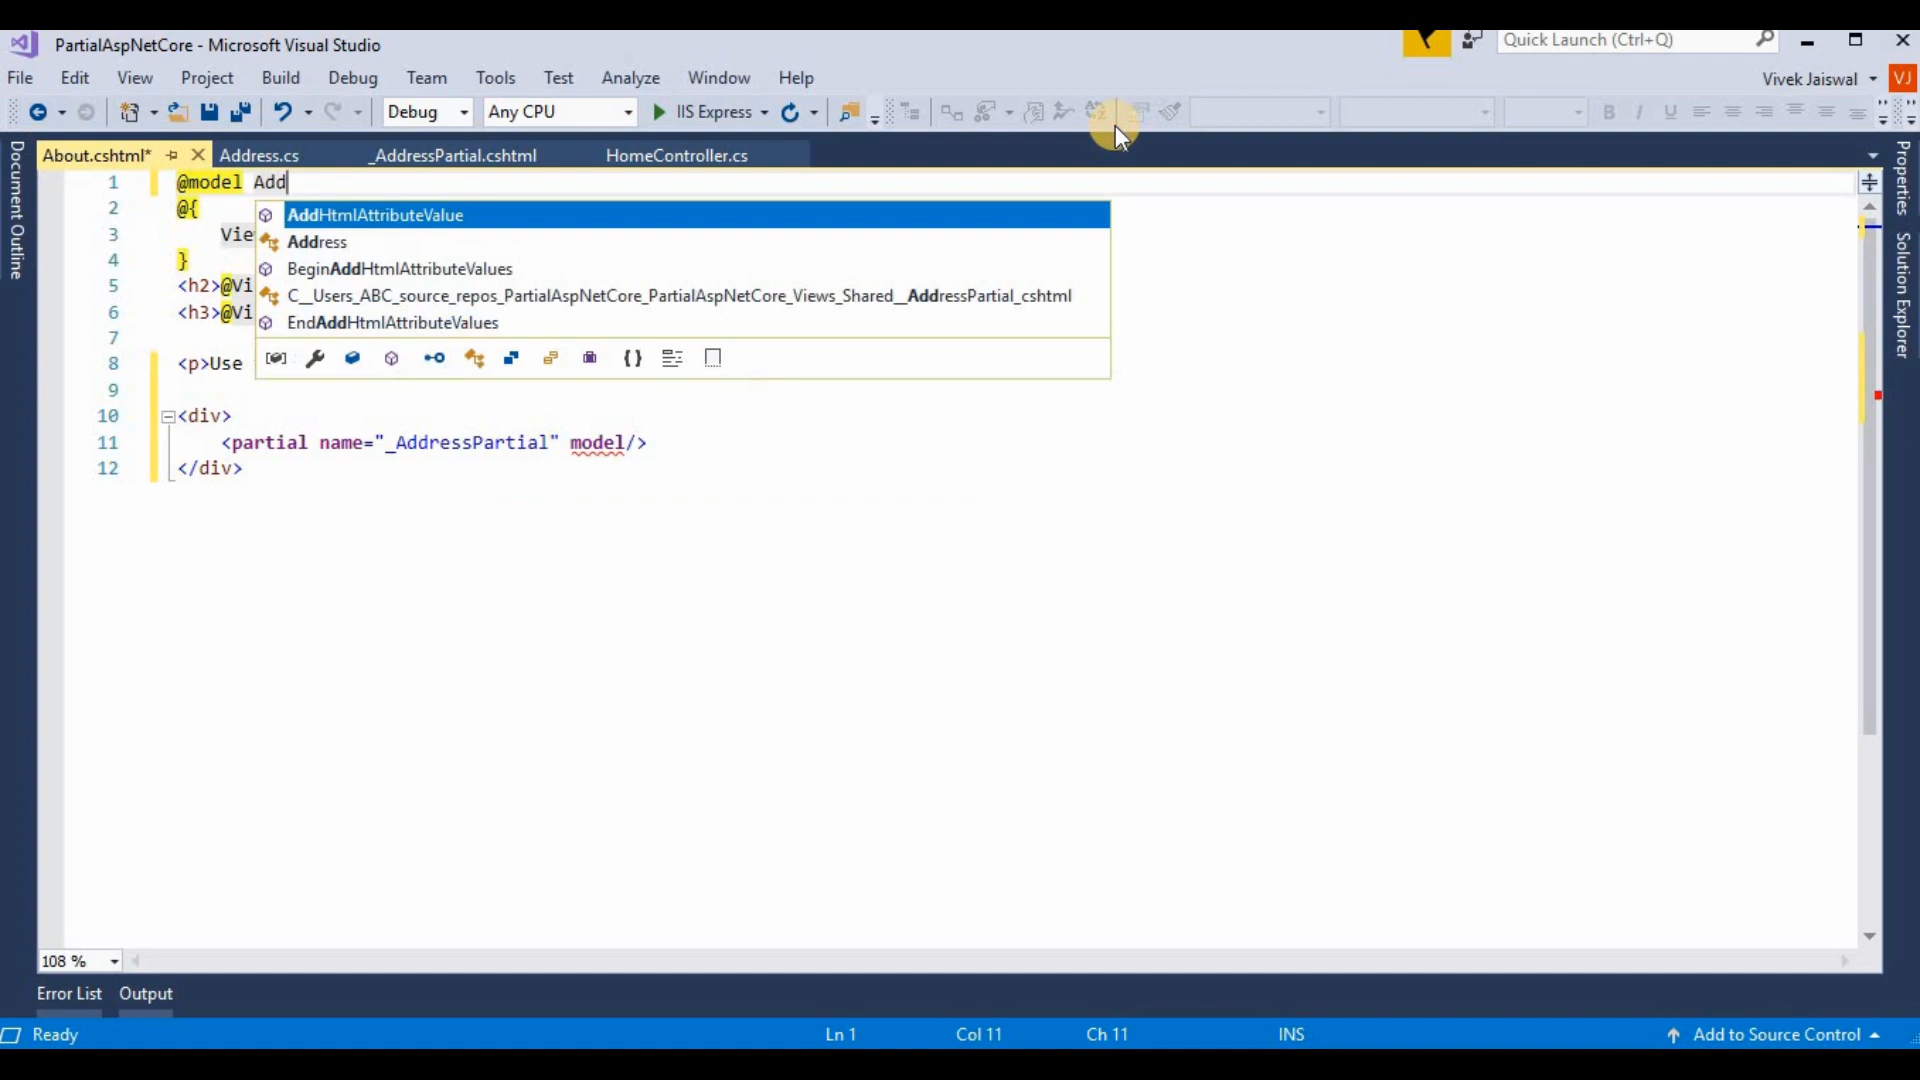 PartialAspNetCore - Microsoft Visual Studio
Quick Launch (Ctrl+Q)
File Edit View Project Build Debug Team Tools Test Analyze Window Help
Vivek Jaiswal VJ
Debug Any CPU IIS Express
B I U
About.cshtml* Address.cs _AddressPartial.cshtml HomeController.cs
Document Outline
Properties
Solution Explorer
1 @model Add
2 @{
AddHtmlAttributeValue
3 Vie
Address
4 }
BeginAddHtmlAttributeValues
5 <h2>@Vi
C__Users_ABC_source_repos_PartialAspNetCore_PartialAspNetCore_Views_Shared__AddressPartial_cshtml
6 <h3>@Vi
EndAddHtmlAttributeValues
7
8 <p>Use
9
10 <div>
11 <partial name="_AddressPartial" model/>
12 </div>
108 %
Error List Output
Ready Ln 1 Col 11 Ch 11 INS Add to Source Control